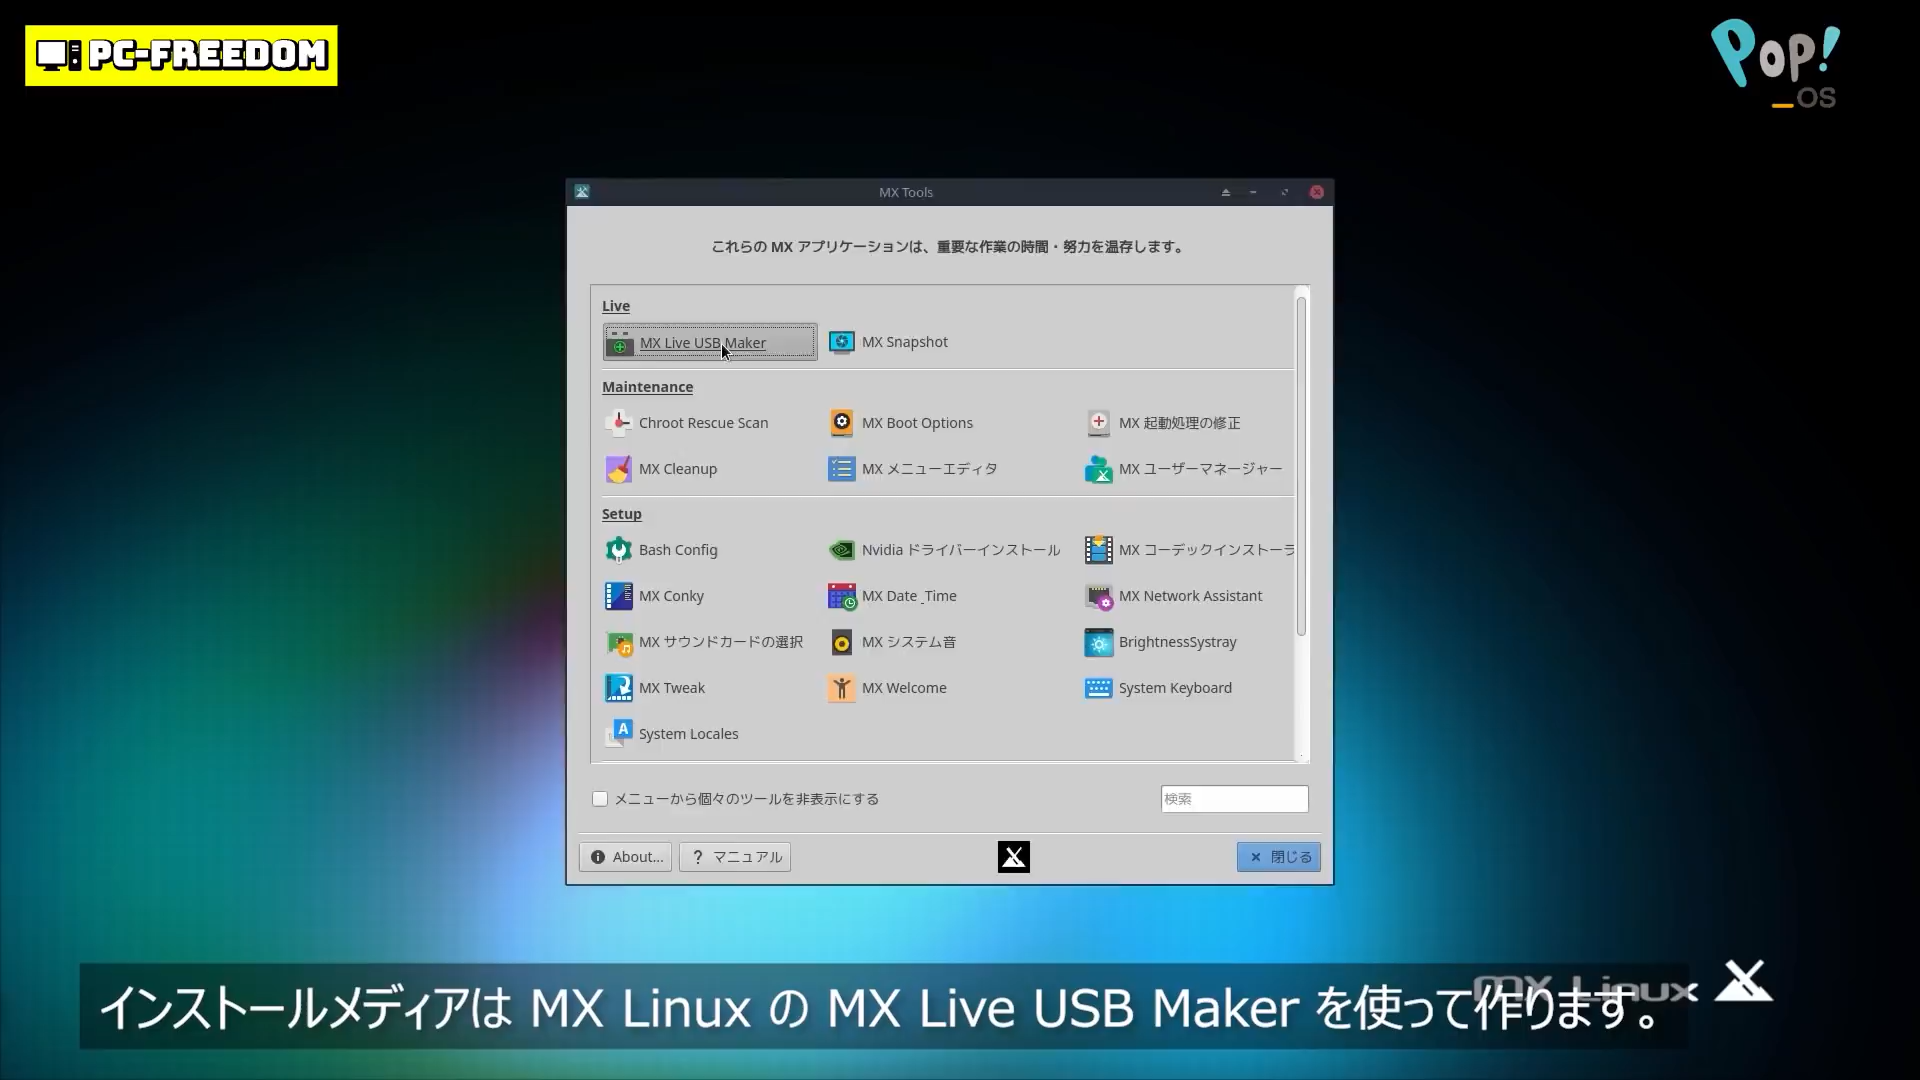 PC-FREEDOM
Pop!
_OS
MX Tools
これらの MX アプリケーションは、重要な作業の時間・努力を温存します。
Live
MX Live USB Maker
MX Snapshot
Maintenance
Chroot Rescue Scan
MX Boot Options
MX 起動処理の修正
MX Cleanup
MX メニューエディタ
MX ユーザーマネージャー
Setup
Bash Config
Nvidia ドライバーインストール
MX コーデックインストーラ
MX Conky
MX Date _Time
MX Network Assistant
MX サウンドカードの選択
MX システム音
BrightnessSystray
MX Tweak
MX Welcome
System Keyboard
System Locales
メニューから個々のツールを非表示にする
検索
About...
? マニュアル
閉じる
MX Linux
インストールメディアは MX Linux の MX Live USB Maker を使って作ります。